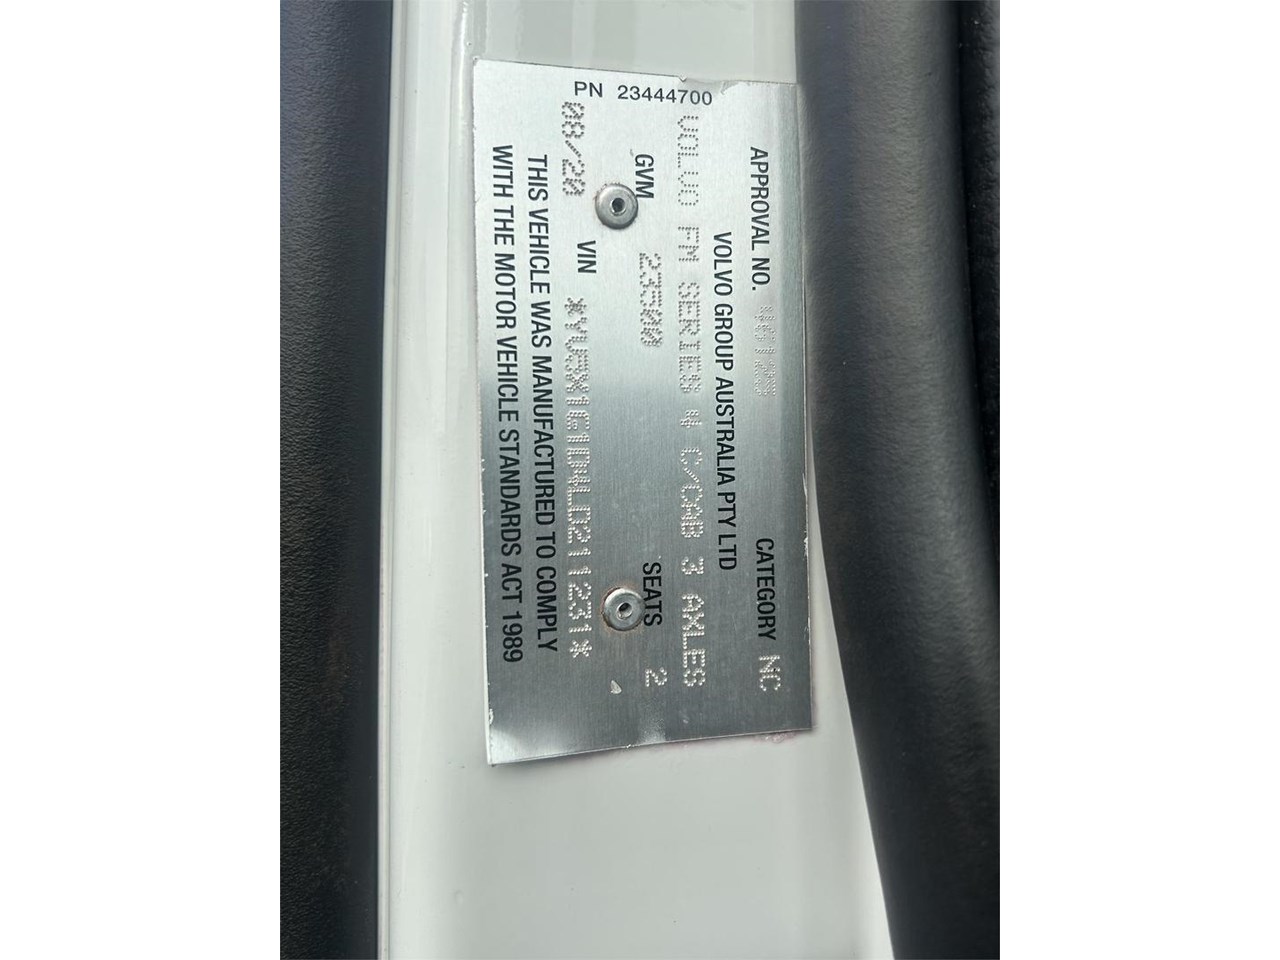 PN 23444700
APPROVAL NO. CATEGORY NC
VOLVO GROUP AUSTRALIA PTY LTD
VOLVO FM SERIES W C/CAB 3 AXLES
GVM 23500 SEATS 2
08/20 VIN
THIS VEHICLE WAS MANUFACTURED TO COMPLY
WITH THE MOTOR VEHICLE STANDARDS ACT 1989